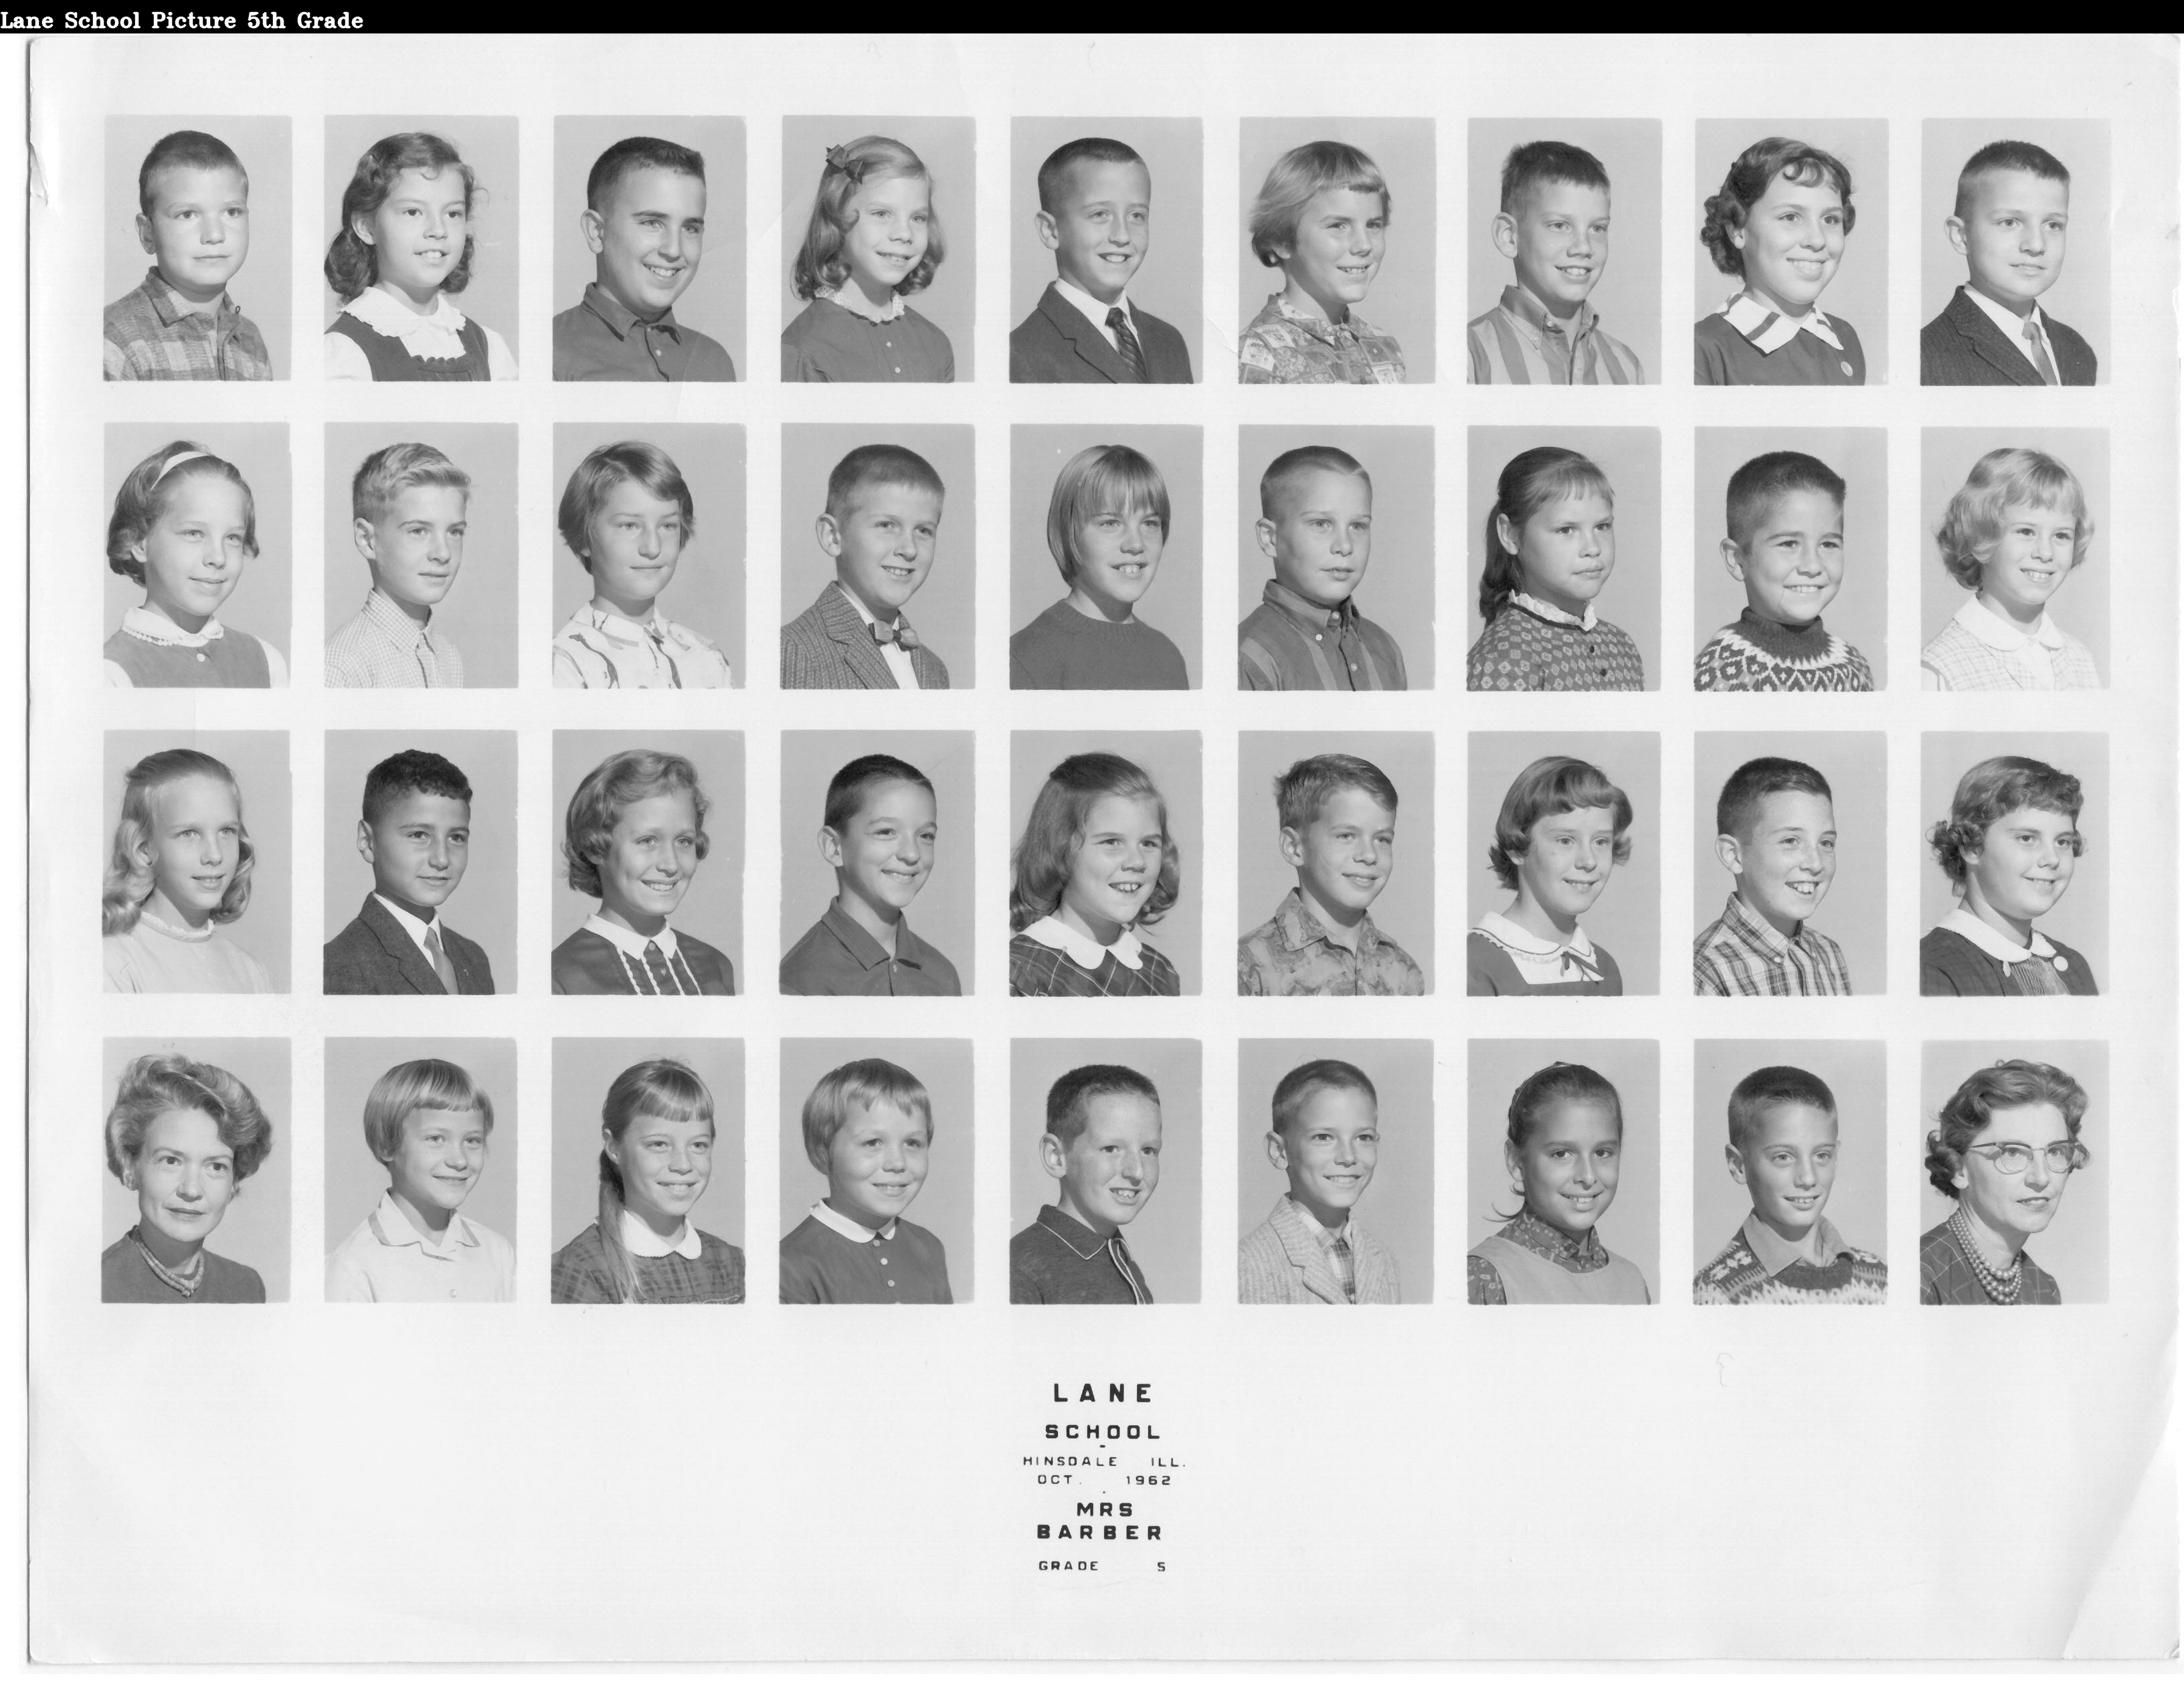 Lane School Picture 5th Grade
LANE
SCHOOL
HINSDALE ILL.
OCT. 1962
MRS
BARBER
GRADE 5